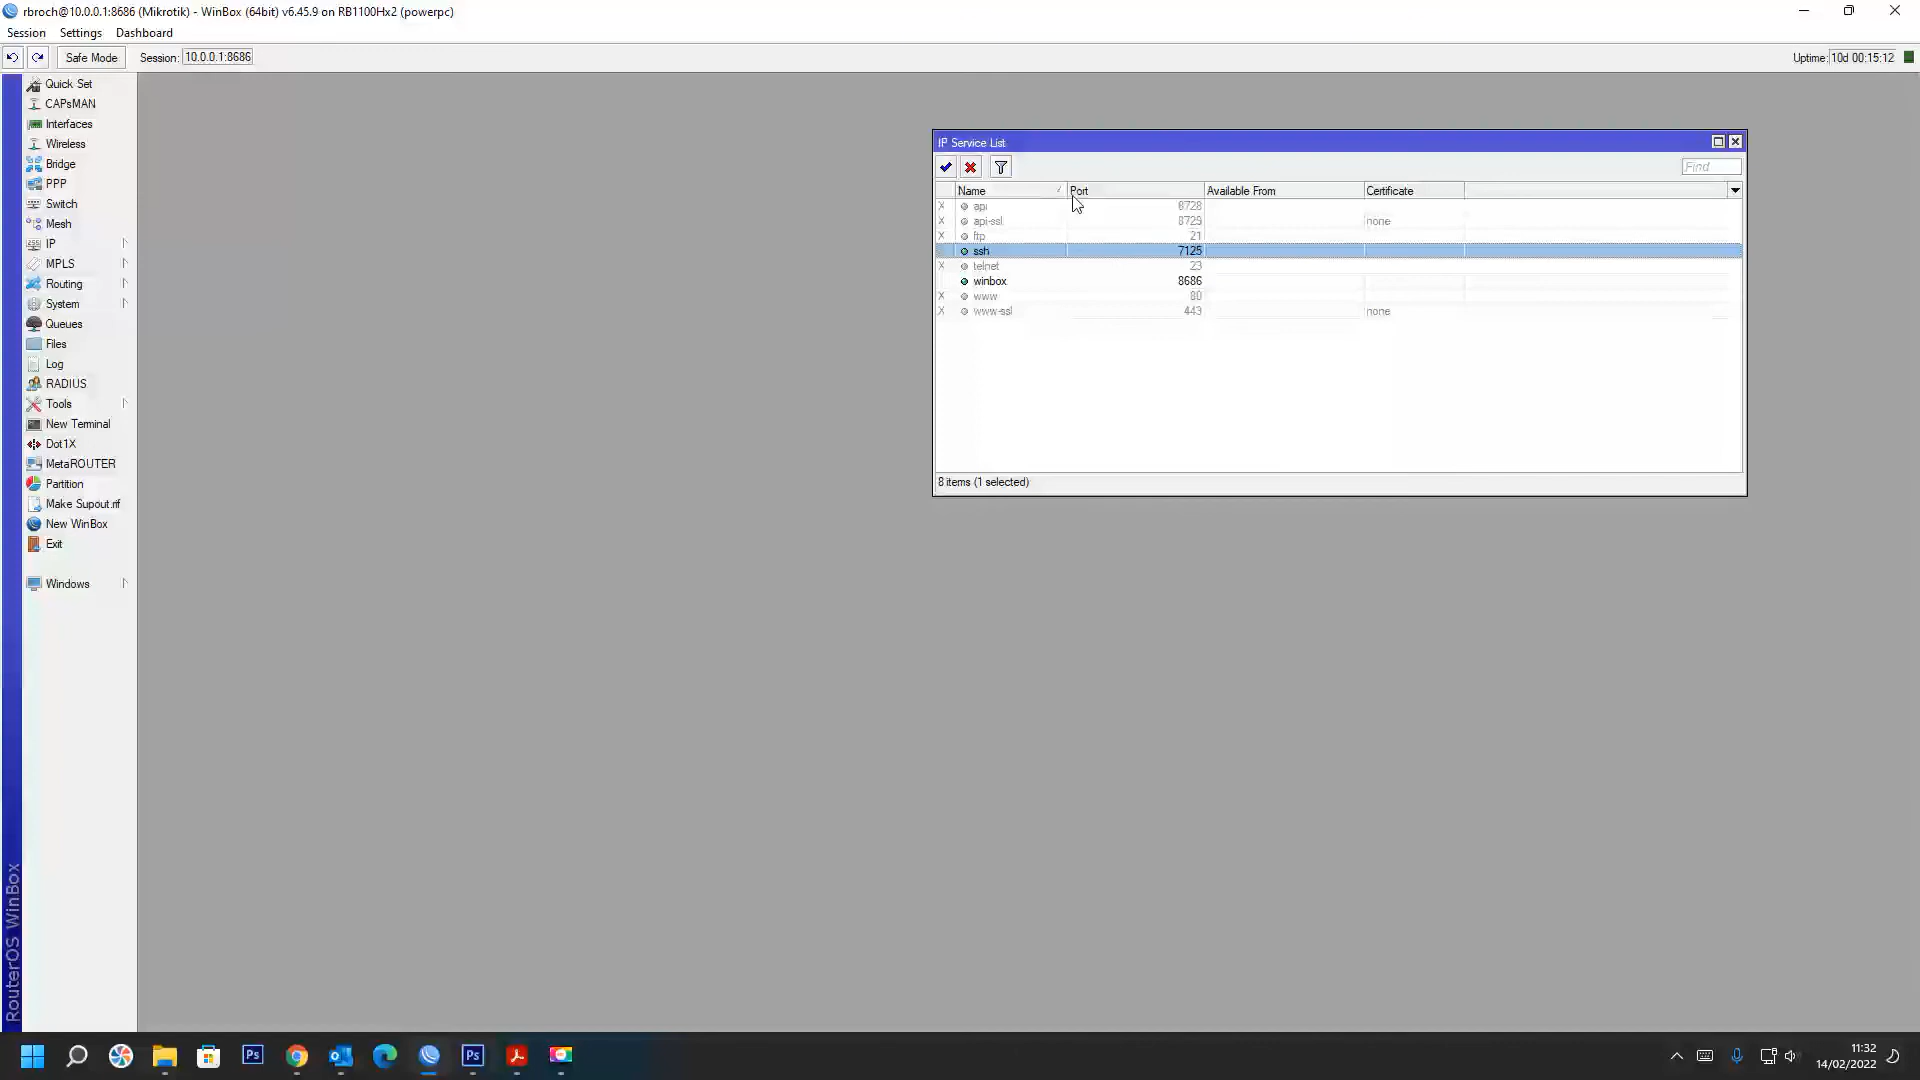 rbroch@10.0.0.1:8686 (Mikrotik) - WinBox (64bit) v6.45.9 on RB1100Hx2 (powerpc)
Session Settings Dashboard
Safe Mode Session: 10.0.0.1:8686 Uptime: 10d 00:15:12
Quick Set
CAPsMAN
Interfaces
Wireless
Bridge
PPP
Switch
Mesh
IP
MPLS
Routing
System
Queues
Files
Log
RADIUS
Tools
New Terminal
Dot1X
MetaROUTER
Partition
Make Supout.rif
New WinBox
Exit
Windows
RouterOS WinBox
IP Service List
Find
Name Port Available From Certificate
X api 8728
X api-ssl 8729 none
X ftp 21
ssh 7125
X telnet 23
winbox 8686
X www 80
X www-ssl 443 none
8 items (1 selected)
Ps
Ps
11:32
14/02/2022